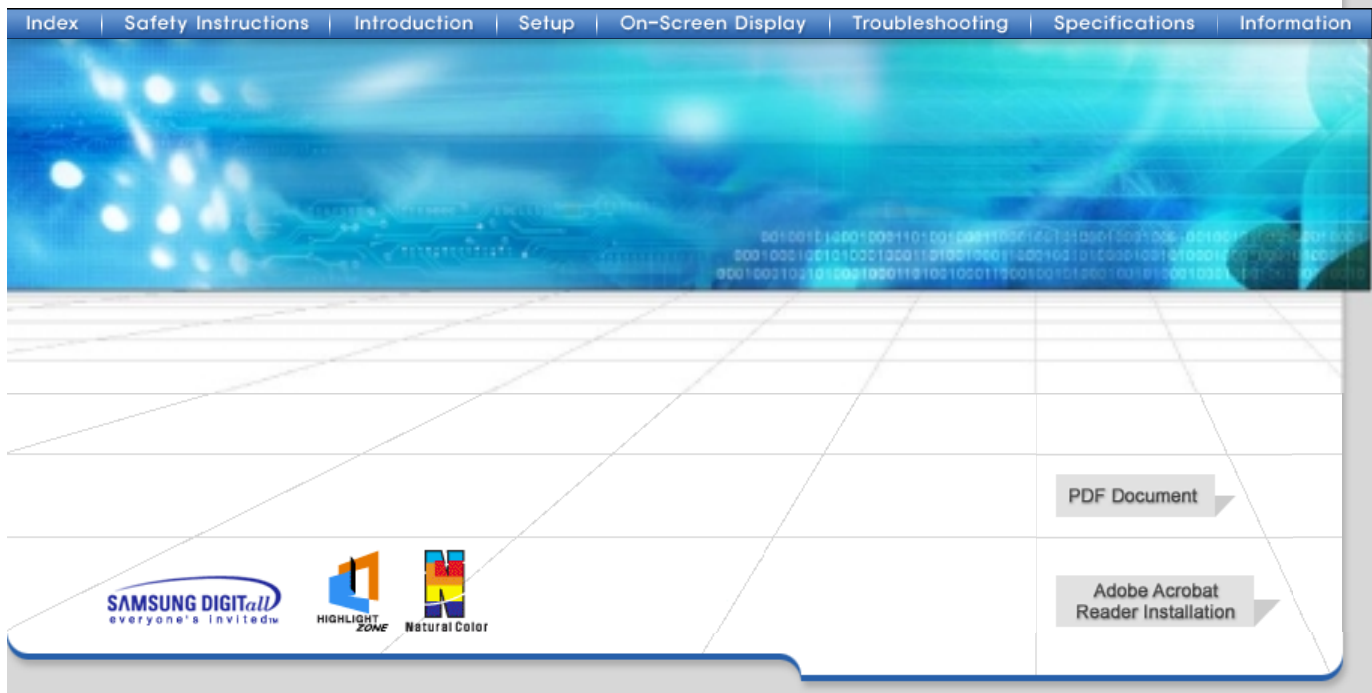 Index | Safety Instructions | Introduction | Setup | On-Screen Display | Troubleshooting | Specifications | Information
PDF Document
SAMSUNG DIGITall
everyone's invited™
HIGHLIGHT
ZONE
Natural Color
Adobe Acrobat
Reader Installation